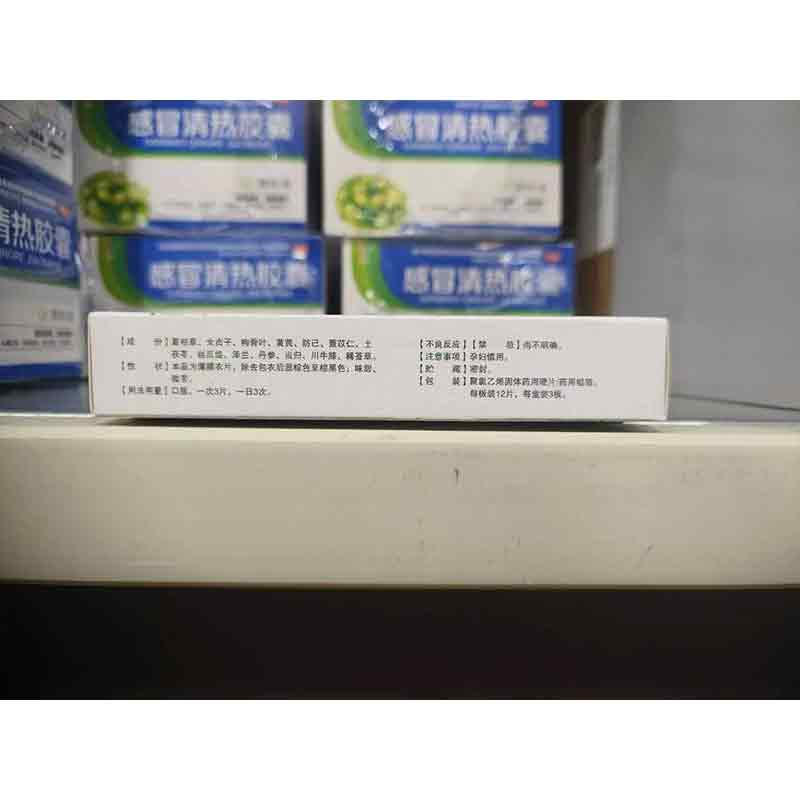 感冒清热胶囊
感冒清热胶囊
清热胶囊
感冒清热胶囊
感冒清热胶囊
【成 份】夏枯草、女贞子、枸骨叶、黄芪、防己、薏苡仁、土
茯苓、丝瓜络、泽兰、丹参、当归、川牛膝、豨莶草。
【性 状】本品为薄膜衣片,除去包衣后显棕色至棕黑色;味甜、
微苦。
【用法用量】口服。一次3片,一日3次。
【不良反应】【禁 忌】尚不明确。
【注意事项】孕妇慎用。
【贮 藏】密封。
【包 装】聚氯乙烯固体药用硬片/药用铝箔。
每板装12片,每盒装3板。